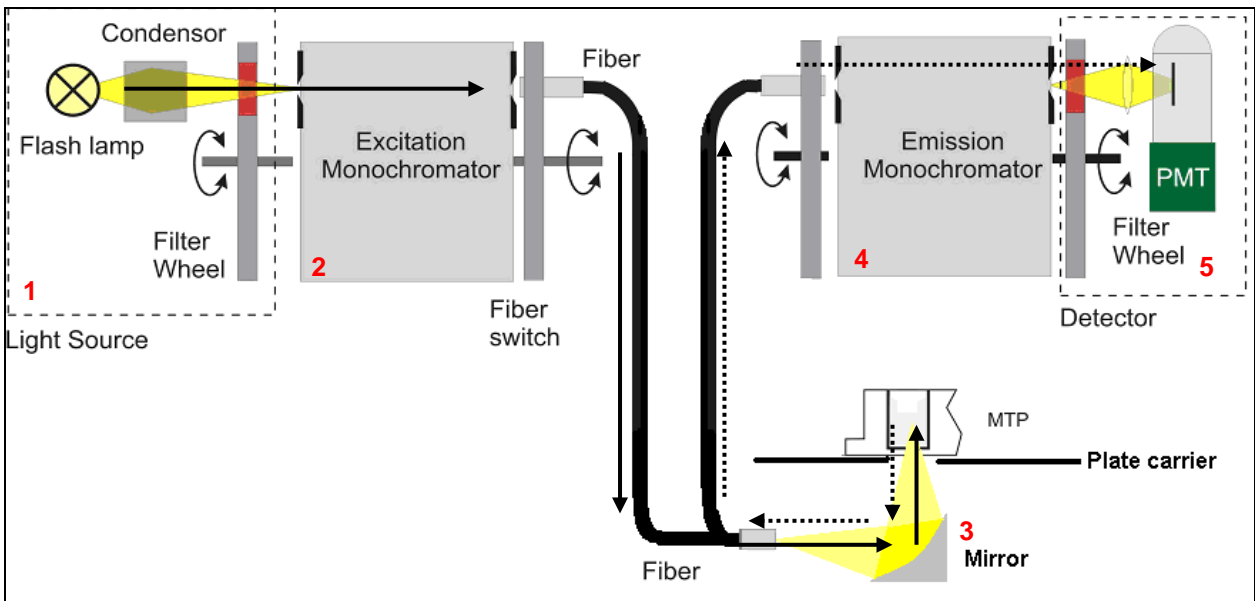 Condensor
Flash lamp
Filter
Wheel
1
Light Source
Excitation
Monochromator
2
Fiber
switch
Fiber
Emission
Monochromator
4
PMT
Filter
Wheel
5
Detector
MTP
Plate carrier
3
Mirror
Fiber